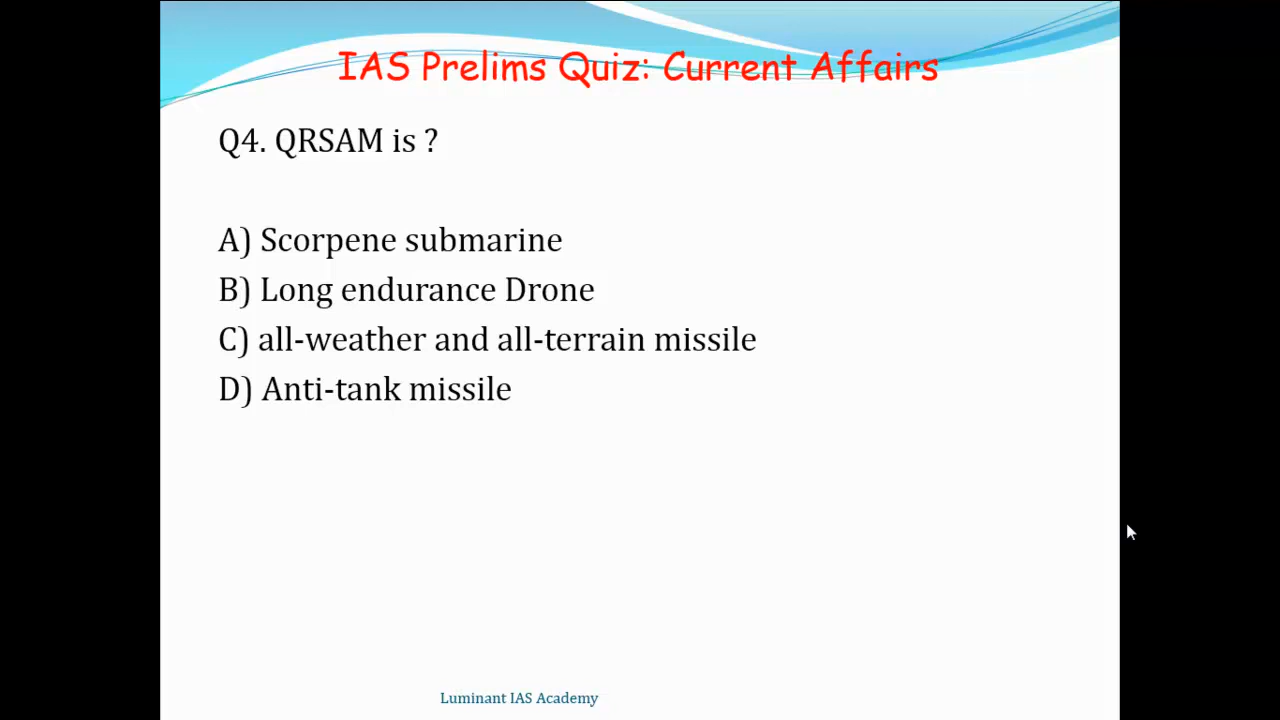 IAS Prelims Quiz: Current Affairs
Q4. QRSAM is ?
A) Scorpene submarine
B) Long endurance Drone
C) all-weather and all-terrain missile
D) Anti-tank missile
Luminant IAS Academy